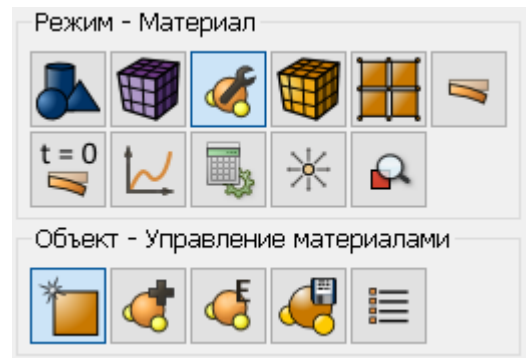 Режим - Материал
t = 0
Объект - Управление материалами
E